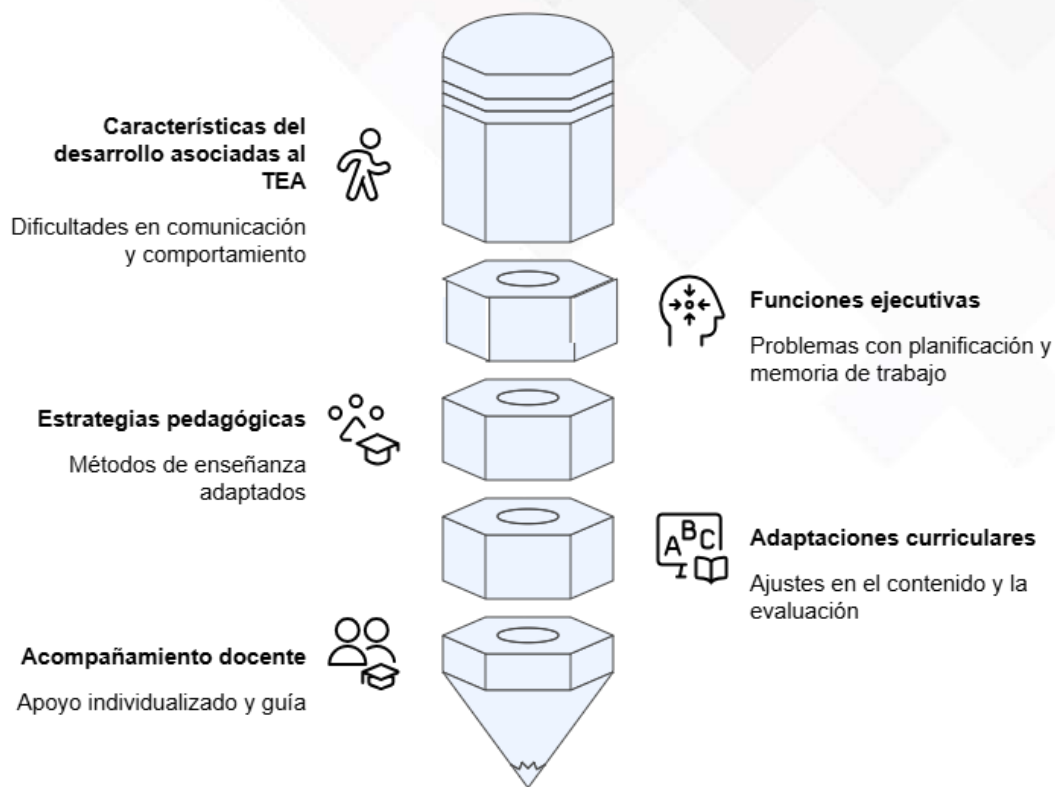 Características del
desarrollo asociadas al
TEA
Dificultades en comunicación
y comportamiento
Funciones ejecutivas
Problemas con planificación y
memoria de trabajo
Estrategias pedagógicas
Métodos de enseñanza
adaptados
ABC
Adaptaciones curriculares
Ajustes en el contenido y la
evaluación
Acompañamiento docente
Apoyo individualizado y guía